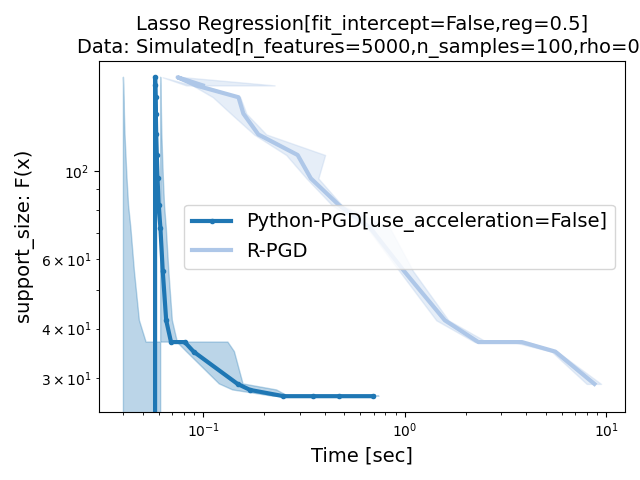 Lasso Regression[fit_intercept=False,reg=0.5]
Data: Simulated[n_features=5000,n_samples=100,rho=0
support_size: F(x)
10²
6 × 10¹
4 × 10¹
3 × 10¹
Python-PGD[use_acceleration=False]
R-PGD
10⁻¹
10⁰
10¹
Time [sec]